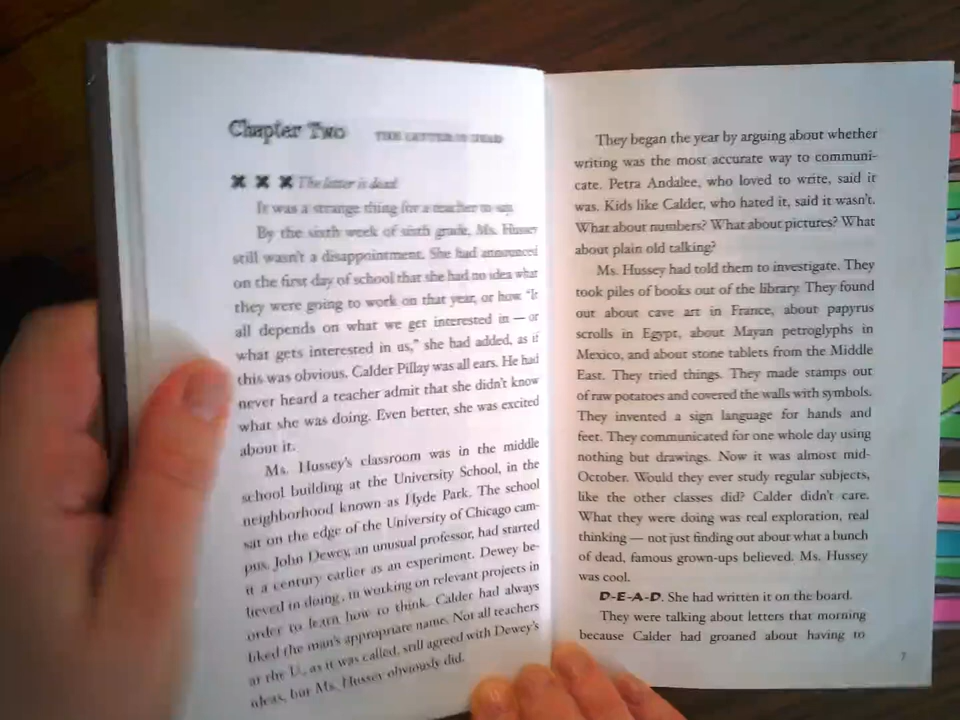 Chapter Two THE LETTER IS DEAD
✖ ✖ ✖ The letter is dead.
It was a strange thing for a teacher to say.
By the sixth week of sixth grade, Ms. Hussey
still wasn't a disappointment. She had announced
on the first day of school that she had no idea what
they were going to work on that year, or how. "It
all depends on what we get interested in — or
what gets interested in us," she had added, as if
this was obvious. Calder Pillay was all ears. He had
never heard a teacher admit that she didn't know
what she was doing. Even better, she was excited
about it.
Ms. Hussey's classroom was in the middle
school building at the University School, in the
neighborhood known as Hyde Park. The school
sat on the edge of the University of Chicago cam-
pus. John Dewey, an unusual professor, had started
it a century earlier as an experiment. Dewey be-
lieved in doing, in working on relevant projects in
order to learn how to think. Calder had always
liked the man's appropriate name. Not all teachers
at the U., as it was called, still agreed with Dewey's
ideas, but Ms. Hussey obviously did.
They began the year by arguing about whether
writing was the most accurate way to communi-
cate. Petra Andalee, who loved to write, said it
was. Kids like Calder, who hated it, said it wasn't.
What about numbers? What about pictures? What
about plain old talking?
Ms. Hussey had told them to investigate. They
took piles of books out of the library. They found
out about cave art in France, about papyrus
scrolls in Egypt, about Mayan petroglyphs in
Mexico, and about stone tablets from the Middle
East. They tried things. They made stamps out
of raw potatoes and covered the walls with symbols.
They invented a sign language for hands and
feet. They communicated for one whole day using
nothing but drawings. Now it was almost mid-
October. Would they ever study regular subjects,
like the other classes did? Calder didn't care.
What they were doing was real exploration, real
thinking — not just finding out about what a bunch
of dead, famous grown-ups believed. Ms. Hussey
was cool.
D-E-A-D. She had written it on the board.
They were talking about letters that morning
because Calder had groaned about having to
7